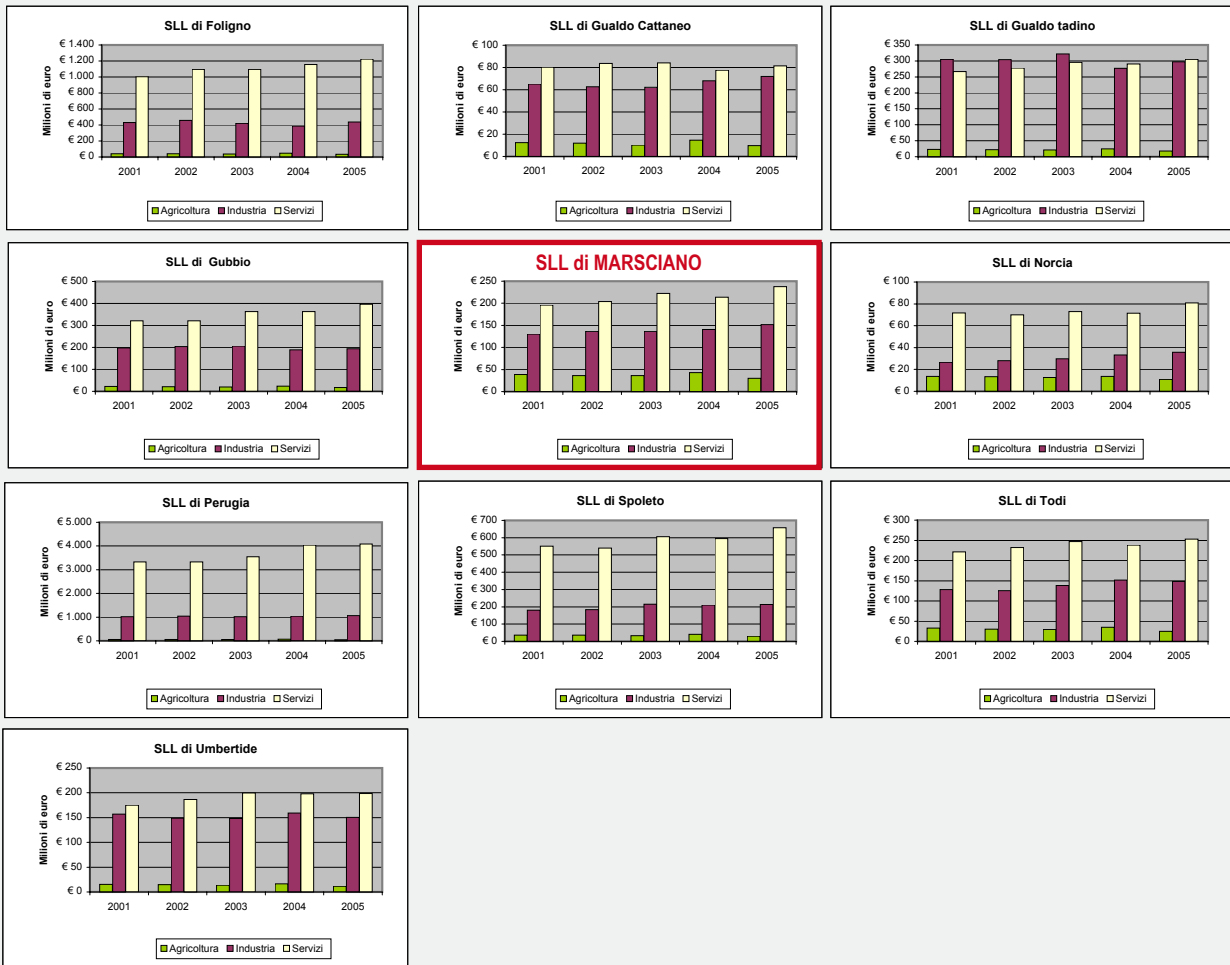 SLL di Foligno
Milioni di euro
€ 1.400
€ 1.200
€ 1.000
€ 800
€ 600
€ 400
€ 200
€ 0
2001 2002 2003 2004 2005
Agricoltura Industria Servizi
SLL di Gualdo Cattaneo
Milioni di euro
€ 100
€ 80
€ 60
€ 40
€ 20
€ 0
2001 2002 2003 2004 2005
Agricoltura Industria Servizi
SLL di Gualdo tadino
Milioni di euro
€ 350
€ 300
€ 250
€ 200
€ 150
€ 100
€ 50
€ 0
2001 2002 2003 2004 2005
Agricoltura Industria Servizi
SLL di Gubbio
Milioni di euro
€ 500
€ 400
€ 300
€ 200
€ 100
€ 0
2001 2002 2003 2004 2005
Agricoltura Industria Servizi
SLL di MARSCIANO
Milioni di euro
€ 250
€ 200
€ 150
€ 100
€ 50
€ 0
2001 2002 2003 2004 2005
Agricoltura Industria Servizi
SLL di Norcia
Milioni di euro
€ 100
€ 80
€ 60
€ 40
€ 20
€ 0
2001 2002 2003 2004 2005
Agricoltura Industria Servizi
SLL di Perugia
Milioni di euro
€ 5.000
€ 4.000
€ 3.000
€ 2.000
€ 1.000
€ 0
2001 2002 2003 2004 2005
Agricoltura Industria Servizi
SLL di Spoleto
Milioni di euro
€ 700
€ 600
€ 500
€ 400
€ 300
€ 200
€ 100
€ 0
2001 2002 2003 2004 2005
Agricoltura Industria Servizi
SLL di Todi
Milioni di euro
€ 300
€ 250
€ 200
€ 150
€ 100
€ 50
€ 0
2001 2002 2003 2004 2005
Agricoltura Industria Servizi
SLL di Umbertide
Milioni di euro
€ 250
€ 200
€ 150
€ 100
€ 50
€ 0
2001 2002 2003 2004 2005
Agricoltura Industria Servizi